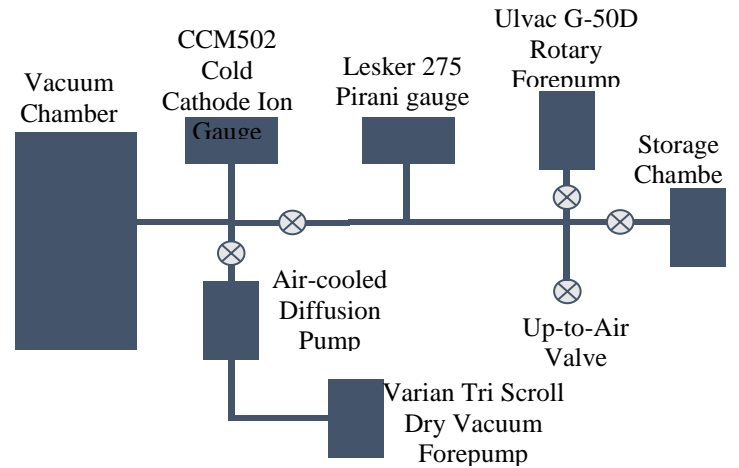 Vacuum
Chamber
CCM502
Cold
Cathode Ion
Gauge
Lesker 275
Pirani gauge
Ulvac G-50D
Rotary
Forepump
Storage
Chambe
Air-cooled
Diffusion
Pump
Up-to-Air
Valve
Varian Tri Scroll
Dry Vacuum
Forepump